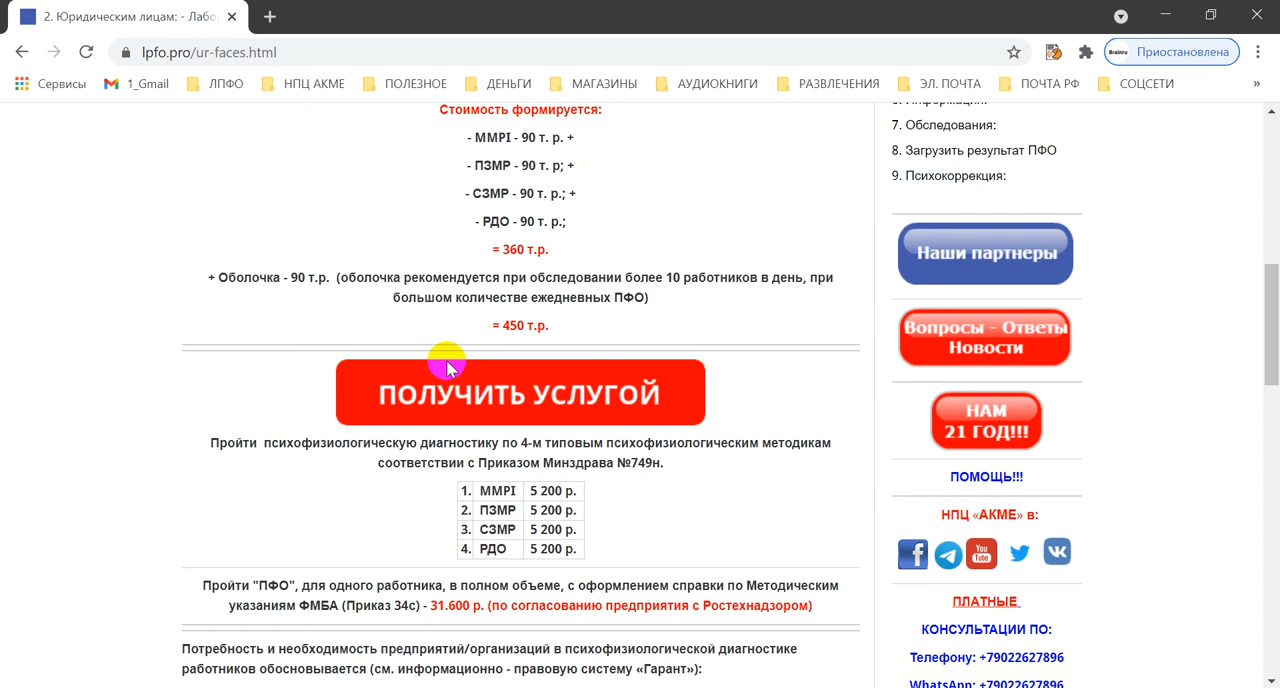 2. Юридическим лицам: - Лабо
lpfo.pro/ur-faces.html
Brainru Приостановлена
Сервисы 1_Gmail ЛПФО НПЦ АКМЕ ПОЛЕЗНОЕ ДЕНЬГИ МАГАЗИНЫ АУДИОКНИГИ РАЗВЛЕЧЕНИЯ ЭЛ. ПОЧТА ПОЧТА РФ СОЦСЕТИ »
Стоимость формируется:
- MMPI - 90 т. р. +
- ПЗМР - 90 т. р; +
- СЗМР - 90 т. р.; +
- РДО - 90 т. р.;
= 360 т.р.
+ Оболочка - 90 т.р. (оболочка рекомендуется при обследовании более 10 работников в день, при
большом количестве ежедневных ПФО)
= 450 т.р.
ПОЛУЧИТЬ УСЛУГОЙ
Пройти психофизиологическую диагностику по 4-м типовым психофизиологическим методикам
соответствии с Приказом Минздрава №749н.
1. MMPI 5 200 р.
2. ПЗМР 5 200 р.
3. СЗМР 5 200 р.
4. РДО 5 200 р.
Пройти "ПФО", для одного работника, в полном объеме, с оформлением справки по Методическим
указаниям ФМБА (Приказ 34с) - 31.600 р. (по согласованию предприятия с Ростехнадзором)
Потребность и необходимость предприятий/организаций в психофизиологической диагностике
работников обосновывается (см. информационно - правовую систему «Гарант»):
6. Информация:
7. Обследования:
8. Загрузить результат ПФО
9. Психокоррекция:
Наши партнеры
Вопросы - Ответы
Новости
НАМ
21 ГОД!!!
ПОМОЩЬ!!!
НПЦ «АКМЕ» в:
You
Tube
ПЛАТНЫЕ
КОНСУЛЬТАЦИИ ПО:
Телефону: +79022627896
WhatsApp: +79022627896